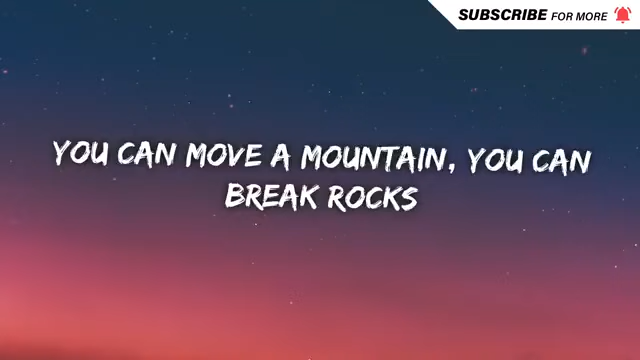 SUBSCRIBE FOR MORE
YOU CAN MOVE A MOUNTAIN, YOU CAN
BREAK ROCKS